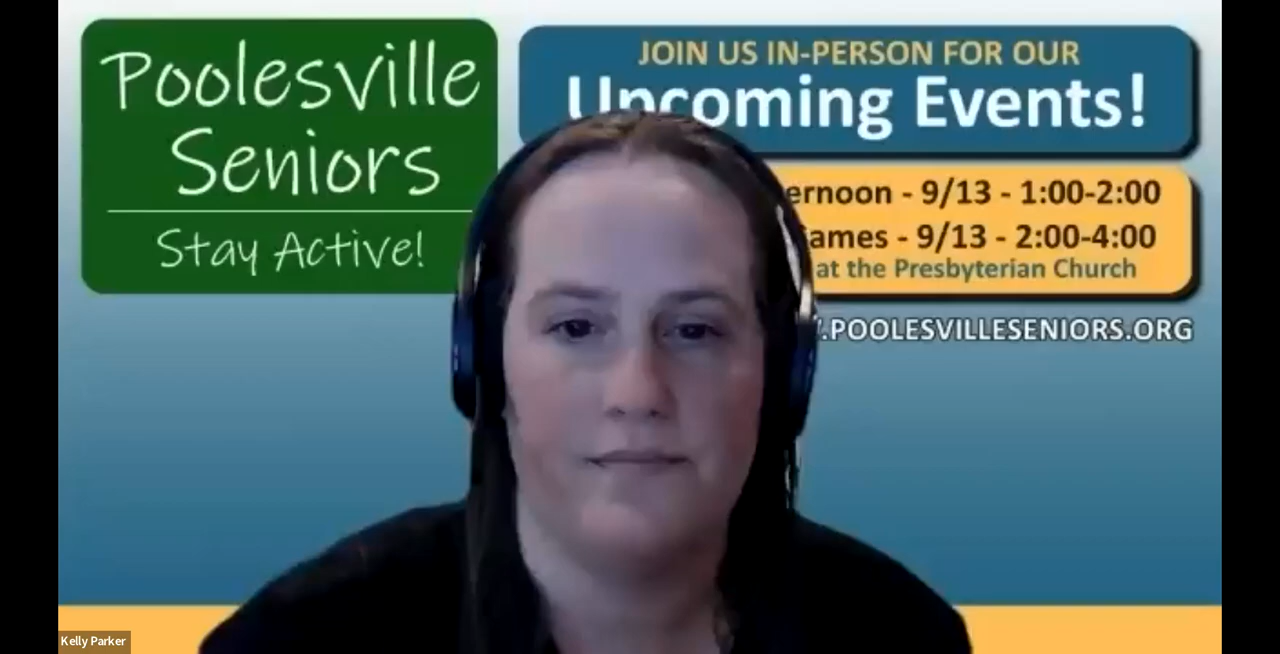 Poolesville
Seniors
Stay Active!
JOIN US IN-PERSON FOR OUR
Upcoming Events!
ernoon - 9/13 - 1:00-2:00
ames - 9/13 - 2:00-4:00
at the Presbyterian Church
.POOLESVILLESENIORS.ORG
Kelly Parker